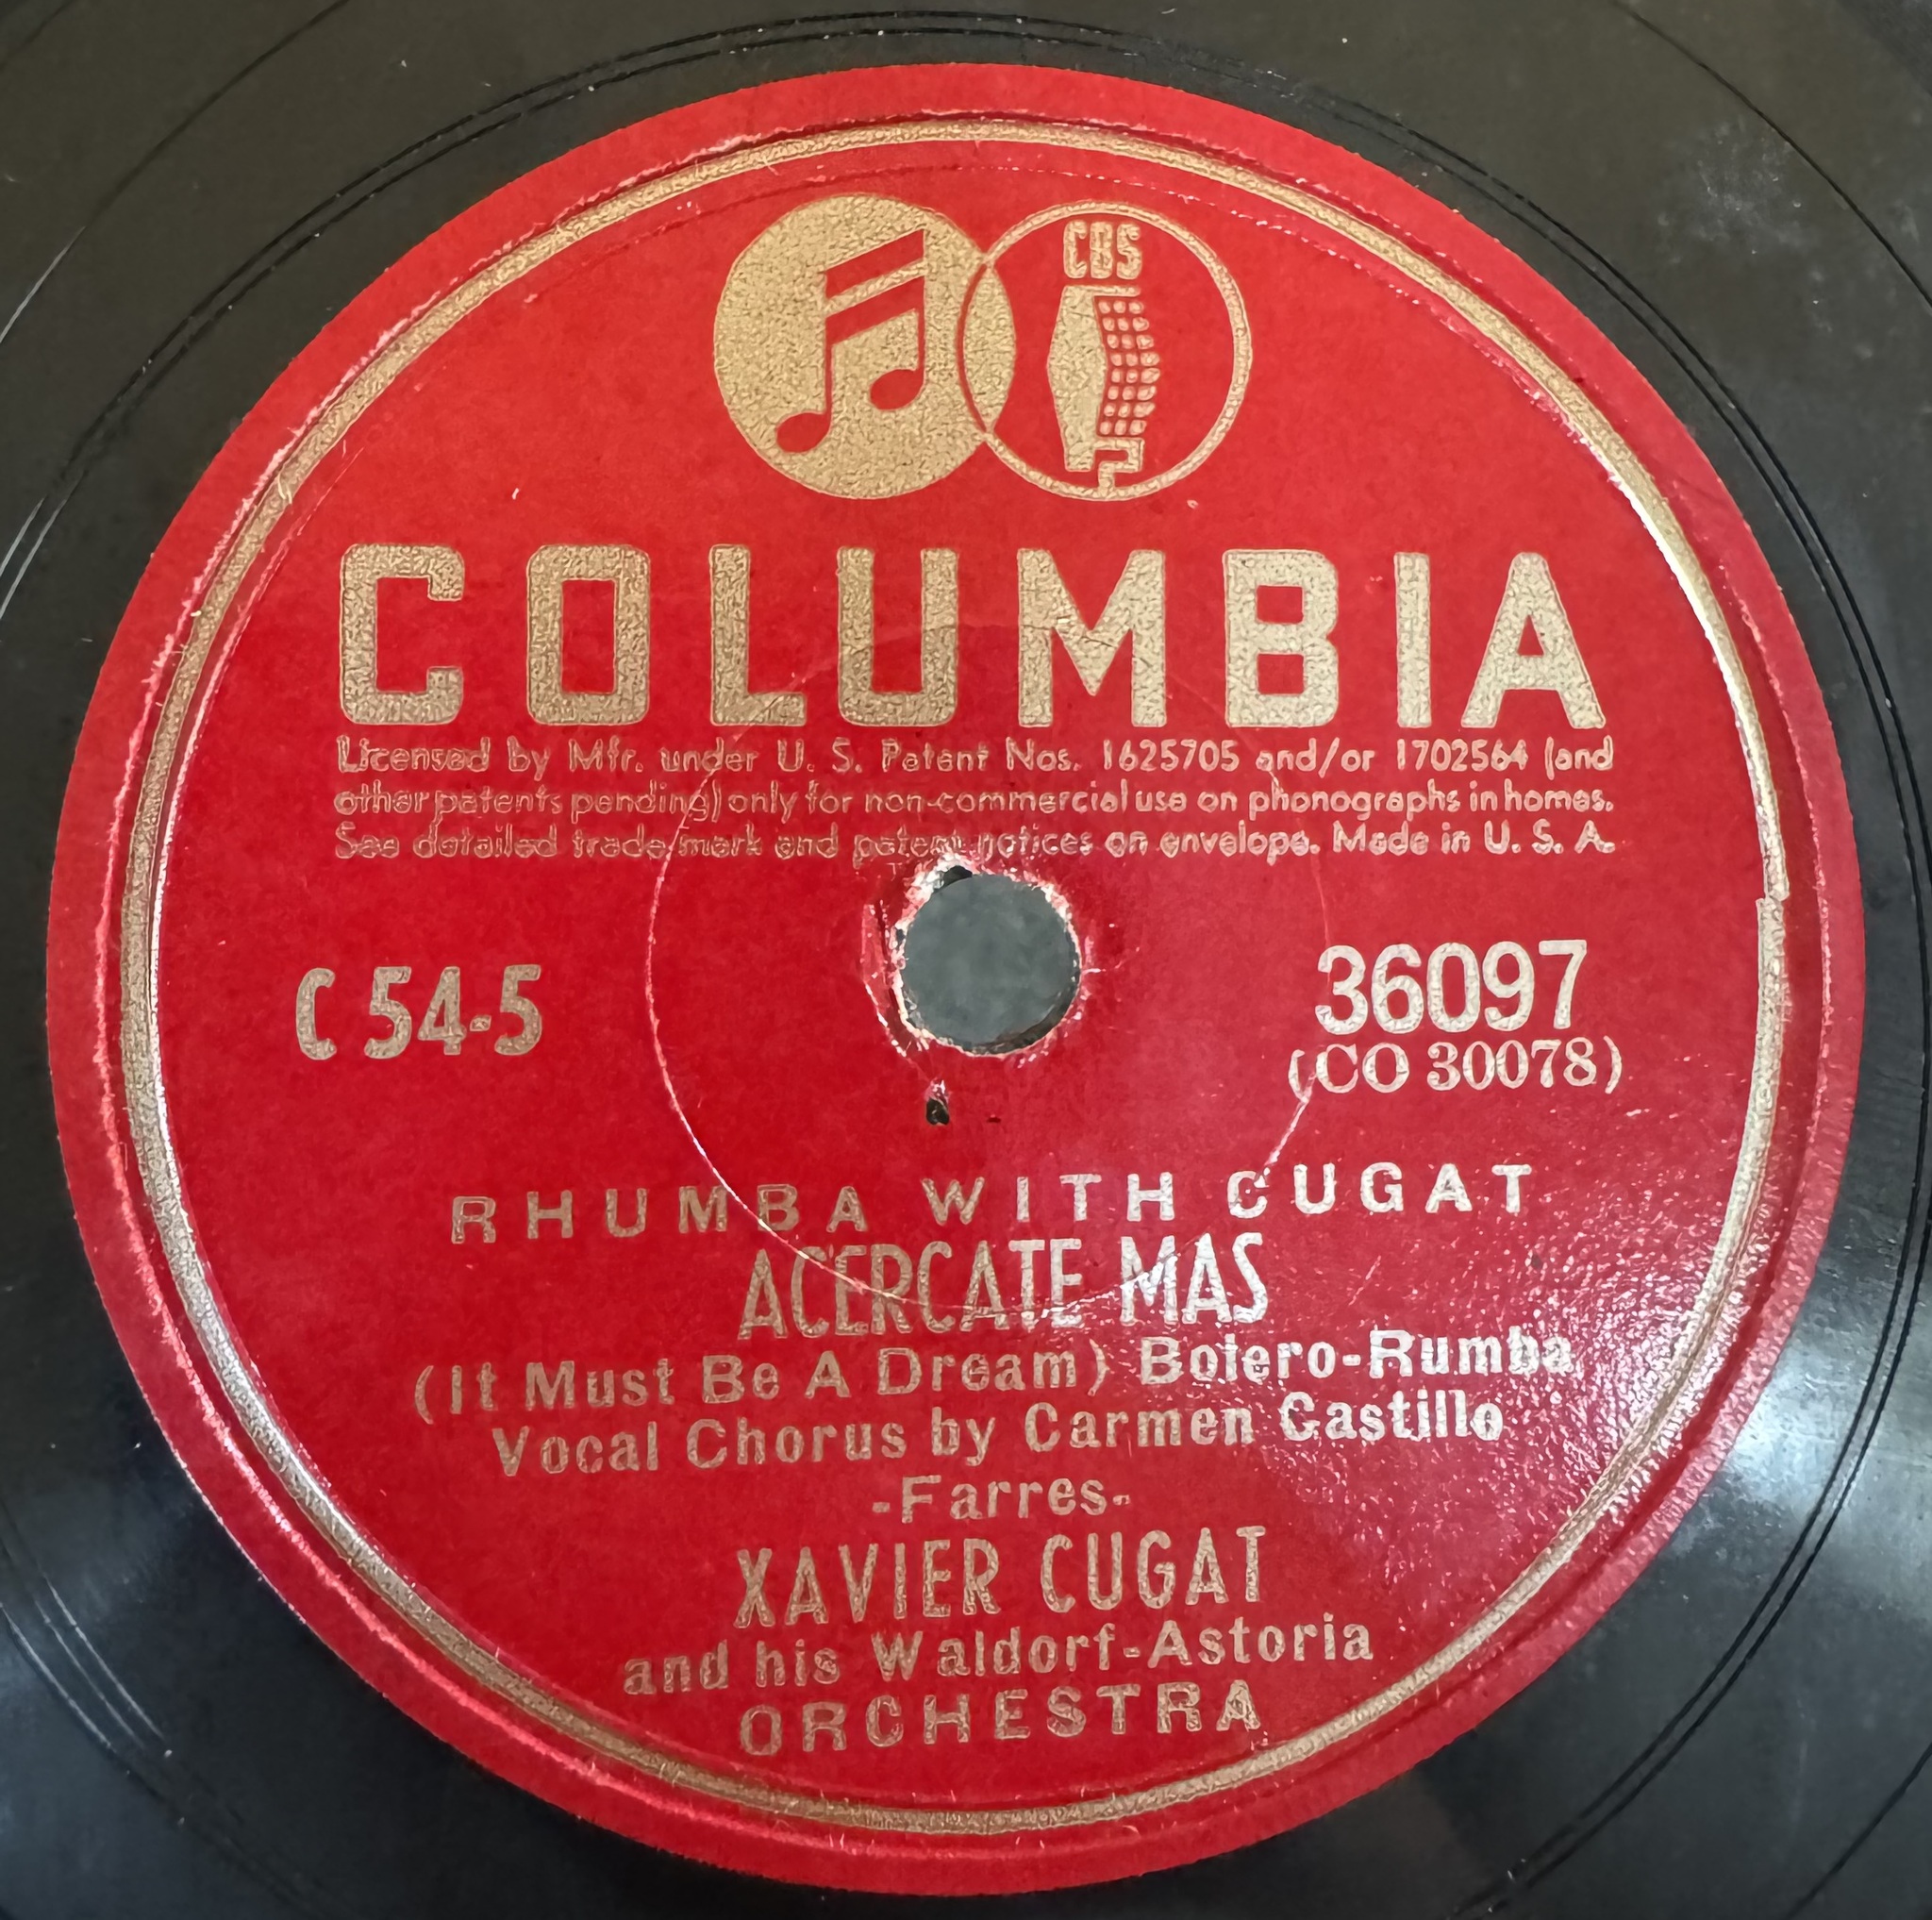 CBS
COLUMBIA
Licensed by Mfr. under U. S. Patent Nos. 1625705 and/or 1702564 (and
other patents pending) only for non-commercial use on phonographs in homes.
See detailed trade mark and patent notices on envelope. Made in U. S. A.
C 54-5
36097
(CO 30078)
RHUMBA WITH CUGAT
ACERCATE MAS
(It Must Be A Dream) Bolero-Rumba
Vocal Chorus by Carmen Castillo
-Farres-
XAVIER CUGAT
and his Waldorf-Astoria
ORCHESTRA